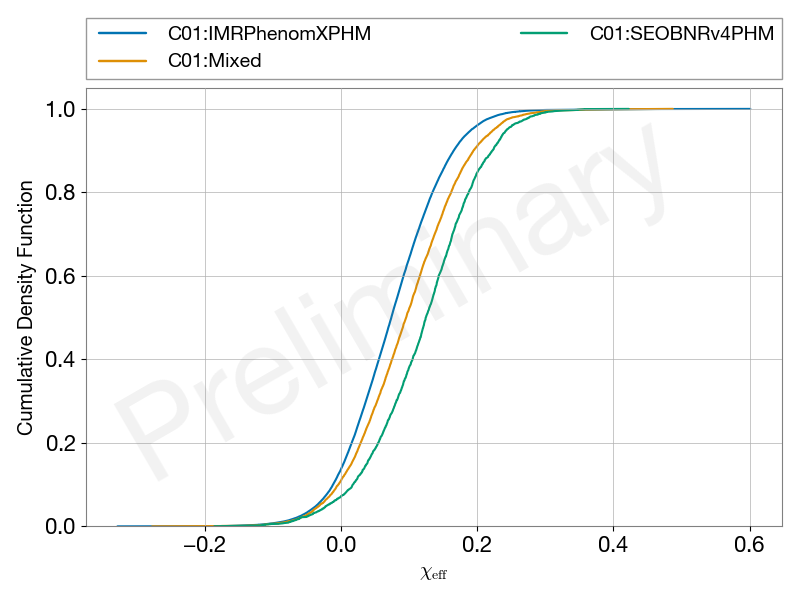 C01:IMRPhenomXPHM C01:SEOBNRv4PHM
C01:Mixed
1.0
0.8
0.6
0.4
0.2
0.0
Cumulative Density Function
Preliminary
−0.2 0.0 0.2 0.4 0.6
χeff